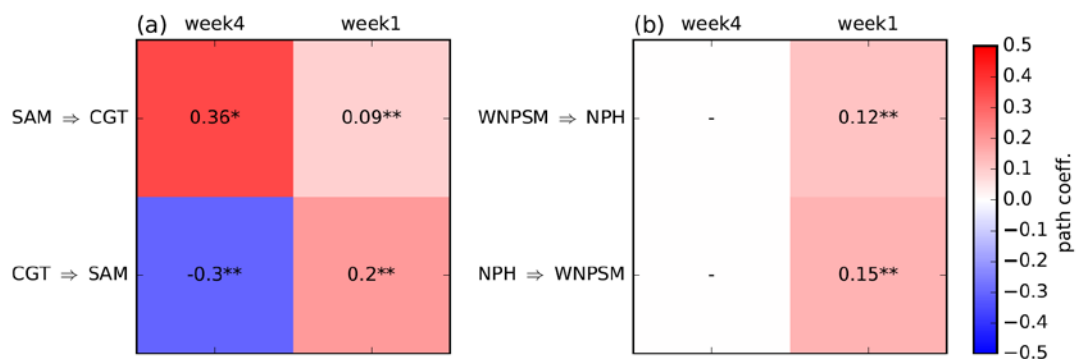 (a) week4 week1
SAM ⇒ CGT 0.36* 0.09**
CGT ⇒ SAM -0.3** 0.2**
(b) week4 week1
WNPSM ⇒ NPH - 0.12**
NPH ⇒ WNPSM - 0.15**
0.5
0.4
0.3
0.2
0.1
0.0
−0.1
−0.2
−0.3
−0.4
−0.5
path coeff.